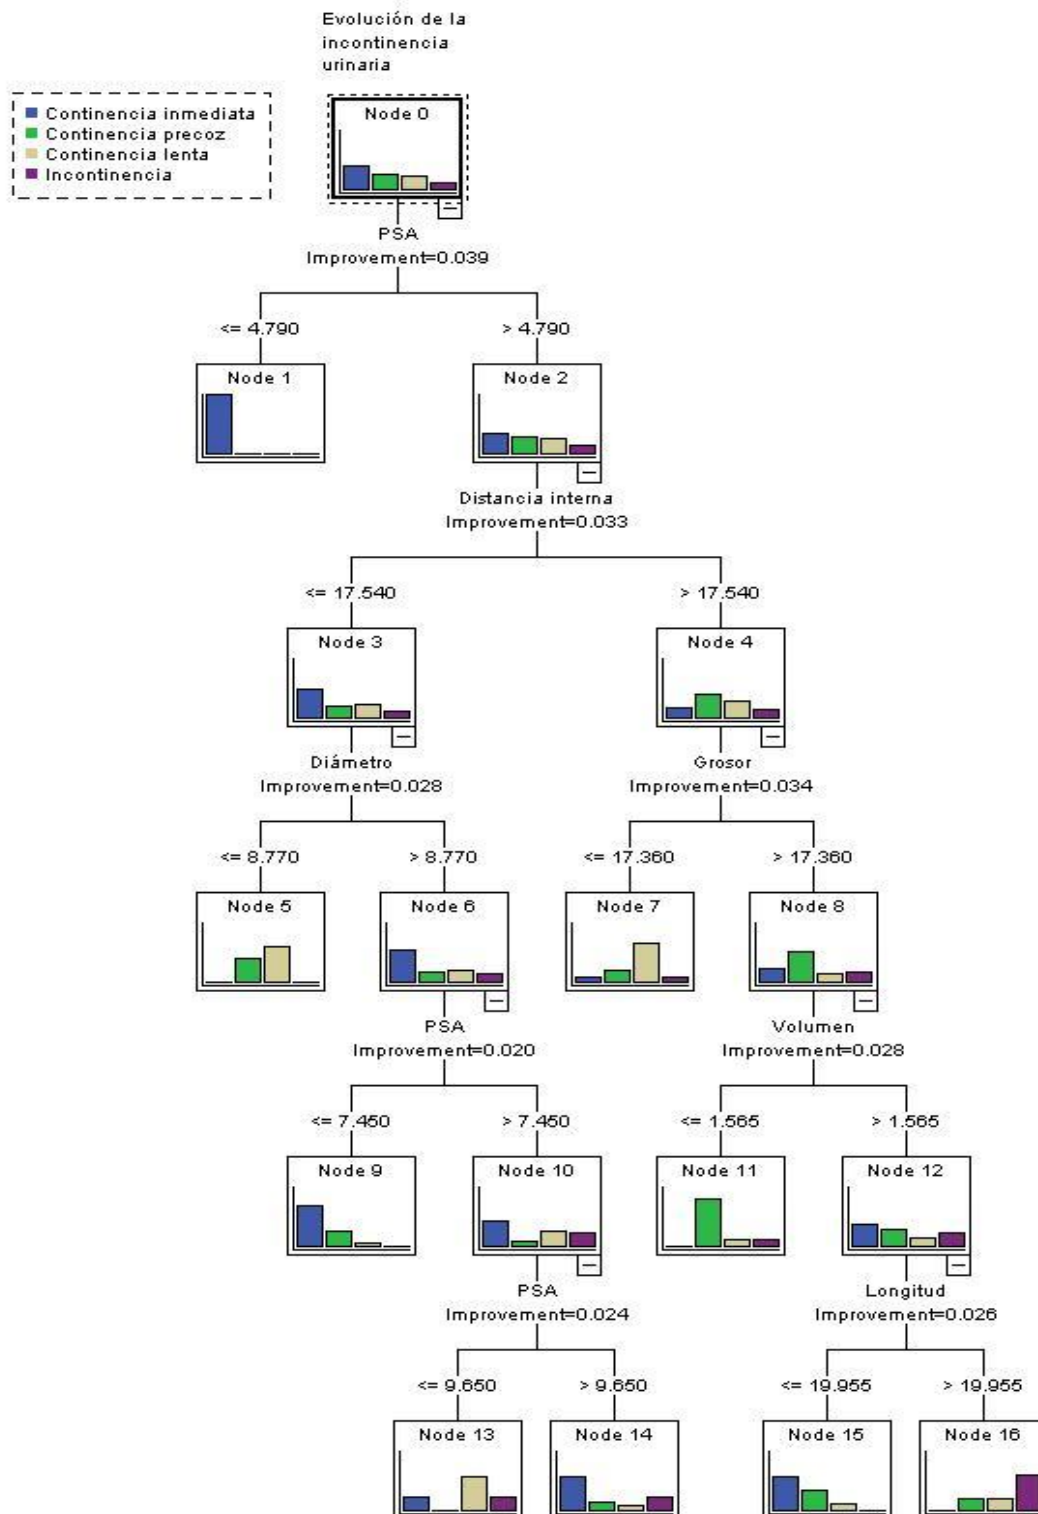 Evolución de la
incontinencia
urinaria
Continencia inmediata
Continencia precoz
Continencia lenta
Incontinencia
Node 0
PSA
Improvement=0.039
<= 4.790
> 4.790
Node 1
Node 2
Distancia interna
Improvement=0.033
<= 17.540
> 17.540
Node 3
Node 4
Diámetro
Improvement=0.028
Grosor
Improvement=0.034
<= 8.770
> 8.770
<= 17.360
> 17.360
Node 5
Node 6
Node 7
Node 8
PSA
Improvement=0.020
Volumen
Improvement=0.028
<= 7.450
> 7.450
<= 1.565
> 1.565
Node 9
Node 10
Node 11
Node 12
PSA
Improvement=0.024
Longitud
Improvement=0.026
<= 9.650
> 9.650
<= 19.955
> 19.955
Node 13
Node 14
Node 15
Node 16